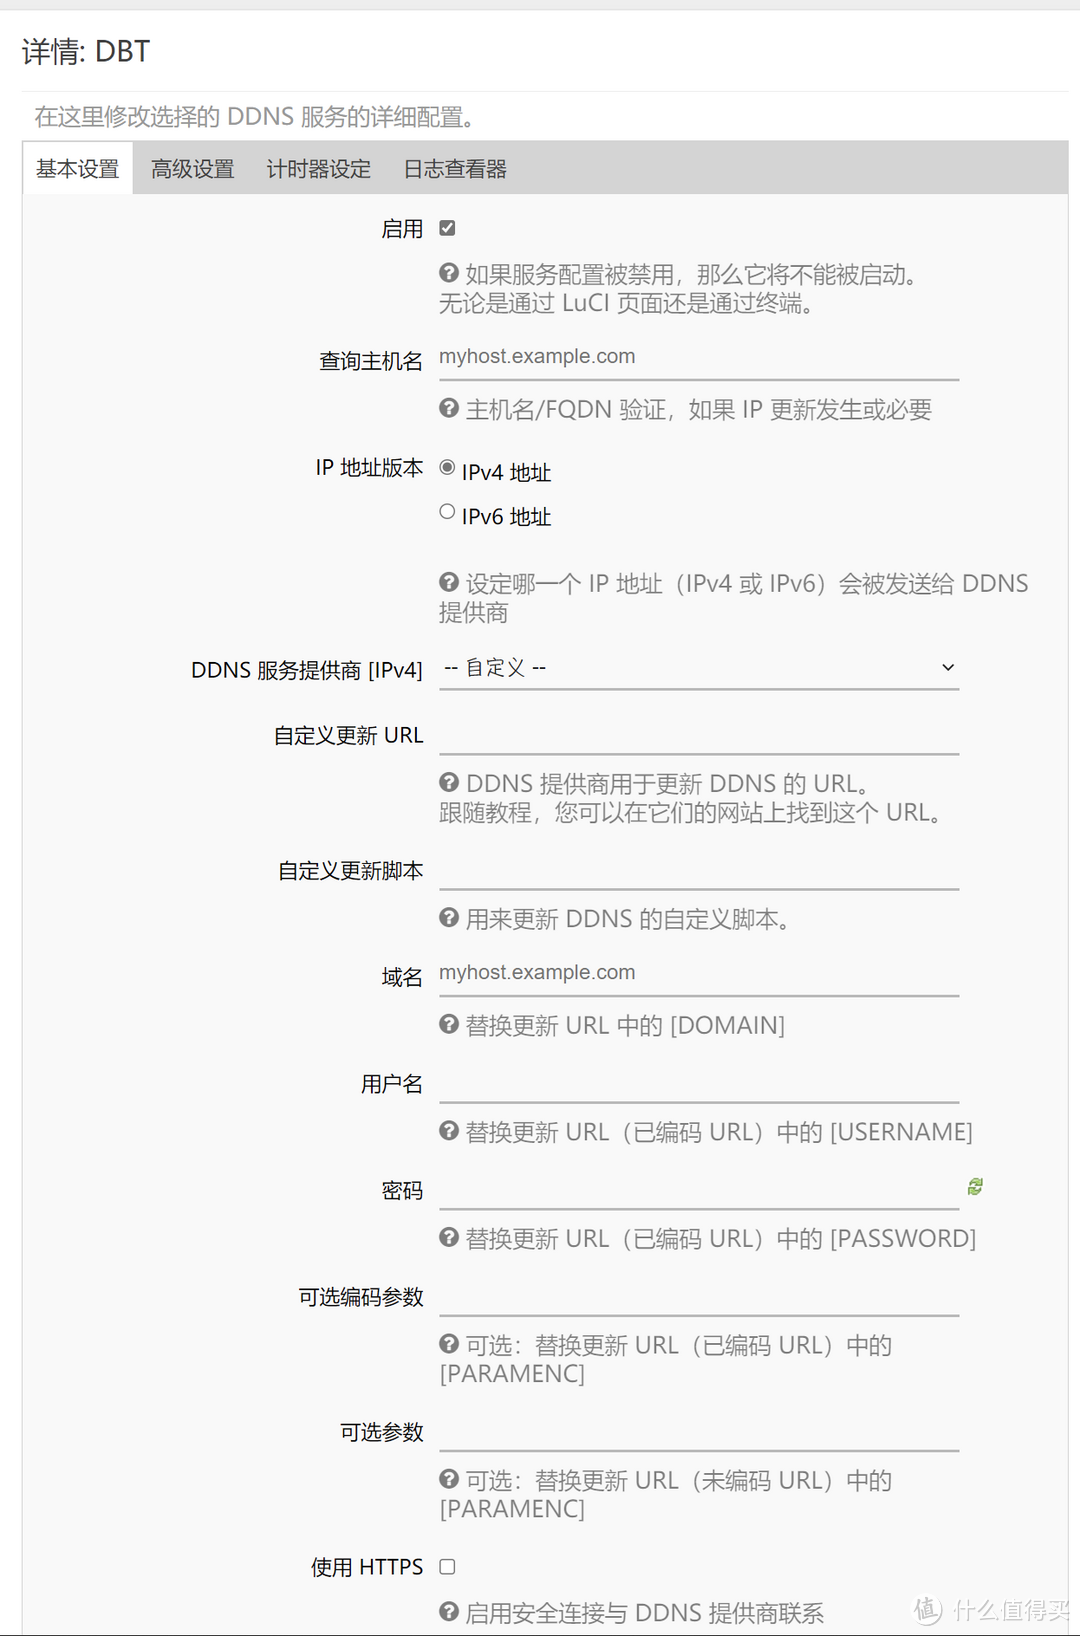 详情: DBT
在这里修改选择的 DDNS 服务的详细配置。
基本设置 高级设置 计时器设定 日志查看器
启用
如果服务配置被禁用，那么它将不能被启动。
无论是通过 LuCI 页面还是通过终端。
查询主机名 myhost.example.com
主机名/FQDN 验证，如果 IP 更新发生或必要
IP 地址版本 IPv4 地址
IPv6 地址
设定哪一个 IP 地址（IPv4 或 IPv6）会被发送给 DDNS
提供商
DDNS 服务提供商 [IPv4] -- 自定义 --
自定义更新 URL
DDNS 提供商用于更新 DDNS 的 URL。
跟随教程，您可以在它们的网站上找到这个 URL。
自定义更新脚本
用来更新 DDNS 的自定义脚本。
域名 myhost.example.com
替换更新 URL 中的 [DOMAIN]
用户名
替换更新 URL（已编码 URL）中的 [USERNAME]
密码
替换更新 URL（已编码 URL）中的 [PASSWORD]
可选编码参数
可选：替换更新 URL（已编码 URL）中的
[PARAMENC]
可选参数
可选：替换更新 URL（未编码 URL）中的
[PARAMENC]
使用 HTTPS
启用安全连接与 DDNS 提供商联系
值 什么值得买